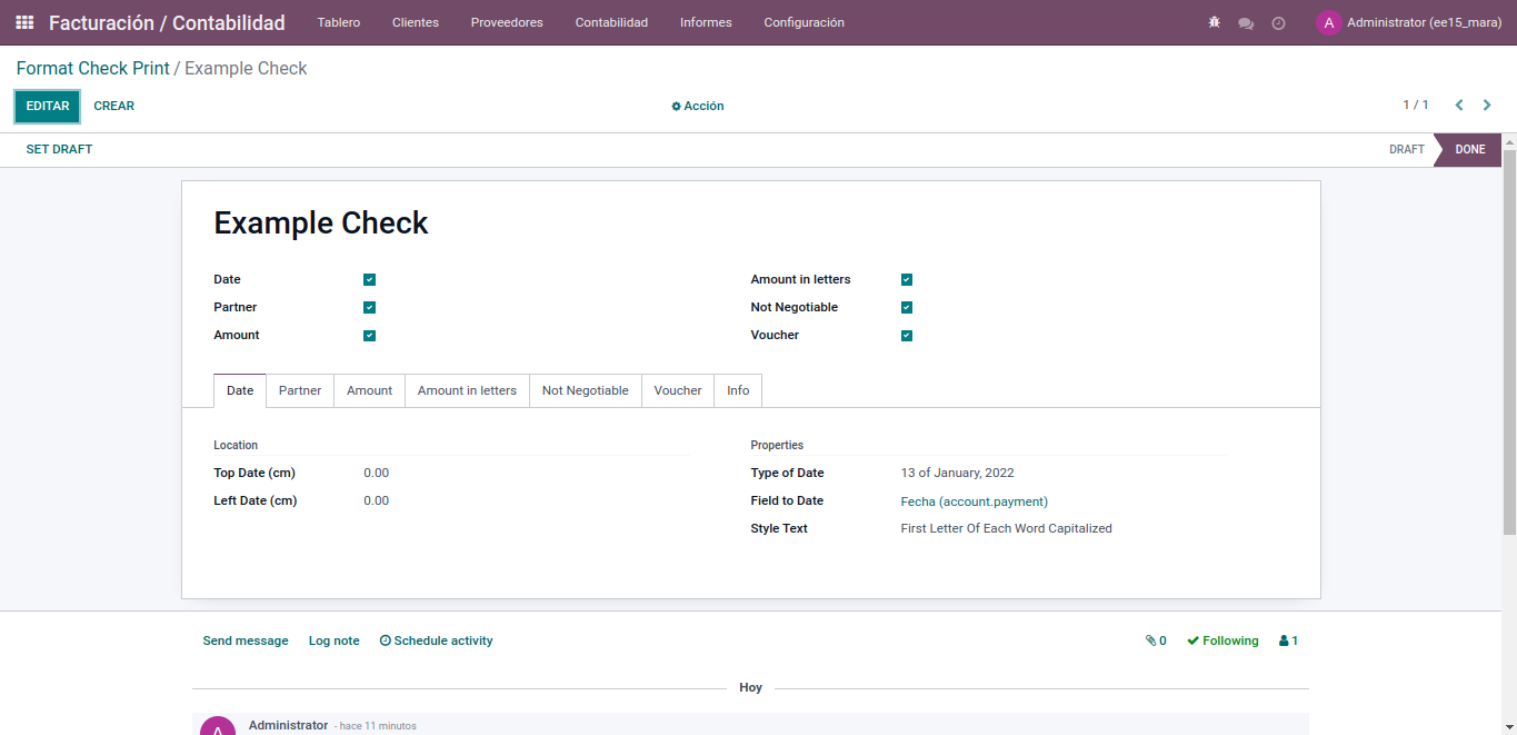 Facturación / Contabilidad Tablero Clientes Proveedores Contabilidad Informes Configuración A Administrator (ee15_mara)
Format Check Print / Example Check
EDITAR CREAR Acción 1 / 1
SET DRAFT DRAFT DONE
Example Check
Date Amount in letters
Partner Not Negotiable
Amount Voucher
Date Partner Amount Amount in letters Not Negotiable Voucher Info
Location Properties
Top Date (cm) 0.00 Type of Date 13 of January, 2022
Left Date (cm) 0.00 Field to Date Fecha (account.payment)
Style Text First Letter Of Each Word Capitalized
Send message Log note Schedule activity 0 Following 1
Hoy
A Administrator - hace 11 minutos